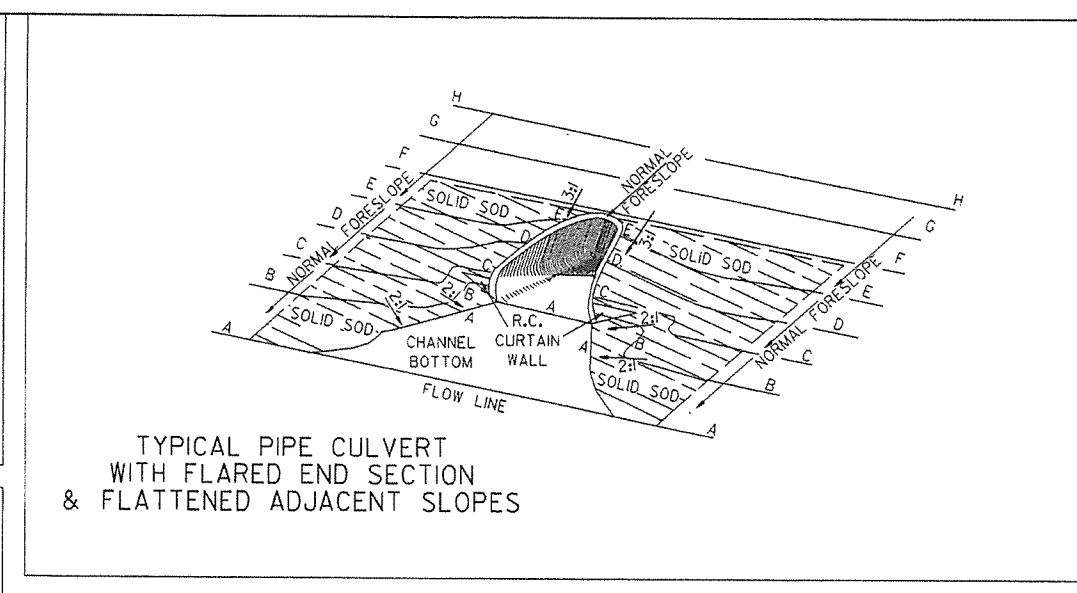 H
G
F
E
D
C
B
A
NORMAL FORESLOPE
SOLID SOD
SOLID SOD
2:1
2:1
3:1
NORMAL
FORESLOPE
3:1
E
D
C
B
A
E
D
C
B
A
A
R.C.
CURTAIN
WALL
CHANNEL
BOTTOM
FLOW LINE
2:1
2:1
SOLID SOD
SOLID SOD
NORMAL FORESLOPE
H
G
F
E
D
C
B
A
TYPICAL PIPE CULVERT
WITH FLARED END SECTION
& FLATTENED ADJACENT SLOPES